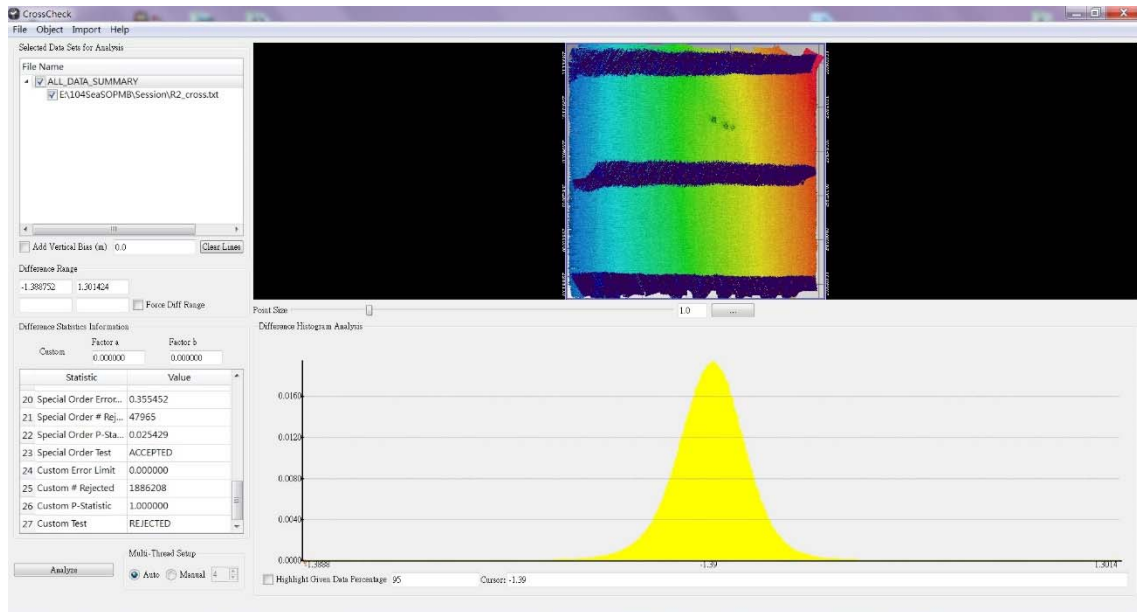 CrossCheck
File Object Import Help
Selected Data Sets for Analysis
File Name
ALL_DATA_SUMMARY
E:\104SeaSOPMB\Session\R2_cross.txt
Add Vertical Bias (m) 0.0 Clear Lines
Difference Range
-1.388752 1.301424
Force Diff Range
Difference Statistics Information
Factor a Factor b
Custom 0.000000 0.000000
Statistic Value
20 Special Order Error... 0.355452
21 Special Order # Rej... 47965
22 Special Order P-Sta... 0.025429
23 Special Order Test ACCEPTED
24 Custom Error Limit 0.000000
25 Custom # Rejected 1886208
26 Custom P-Statistic 1.000000
27 Custom Test REJECTED
Multi-Thread Setup
Analyze Auto Manual 4
Point Size 1.0 ...
Difference Histogram Analysis
0.0160
0.0120
0.0080
0.0040
0.0000
-1.3888 -1.39 1.3014
Highlight Given Data Percentage 95 Cursor: -1.39